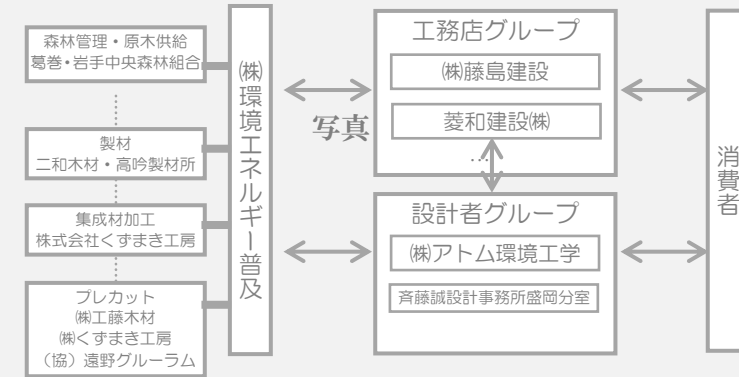 森林管理・原木供給
葛巻・岩手中央森林組合
製材
二和木材・高吟製材所
集成材加工
株式会社くずまき工房
プレカット
㈱工藤木材
㈱くずまき工房
（協）遠野グルーラム
㈱環境エネルギー普及
写真
工務店グループ
㈱藤島建設
菱和建設㈱
…
設計者グループ
㈱アトム環境工学
斉藤誠設計事務所盛岡分室
消費者